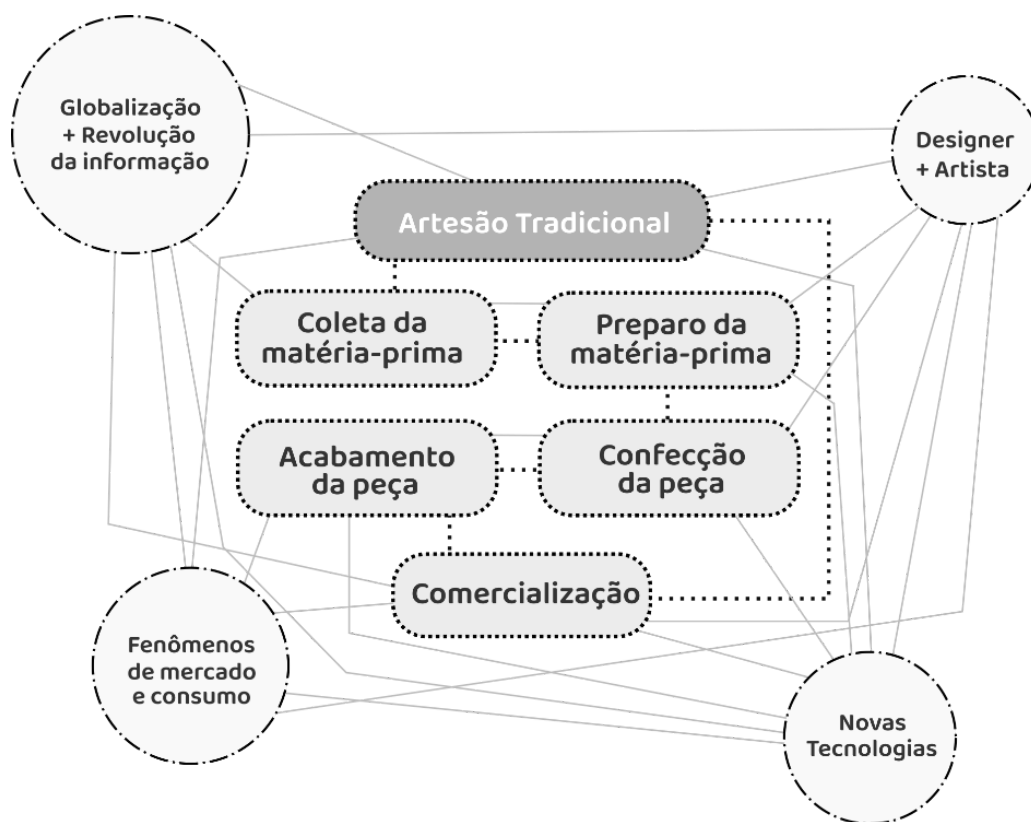 Globalização
+ Revolução
da informação
Designer
+ Artista
Artesão Tradicional
Coleta da
matéria-prima
Preparo da
matéria-prima
Acabamento
da peça
Confecção
da peça
Comercialização
Fenômenos
de mercado
e consumo
Novas
Tecnologias